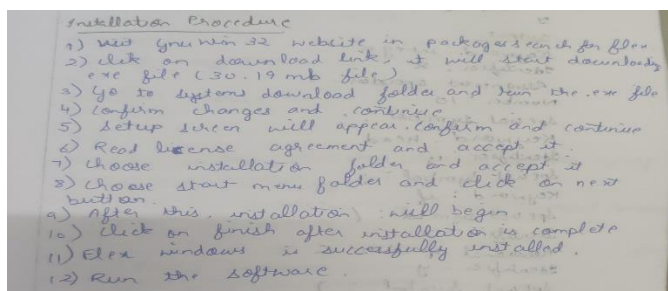 Installation Procedure
1) Visit Gnu Win 32 website in packages search for flex
2) click on download link, it will start downloading
exe file (30.19 mb file)
3) Go to systems download folder and run the .exe file
4) Confirm changes and continue
5) Setup screen will appear. Confirm and continue
6) Read license agreement and accept it.
7) Choose installation folder and accept it
8) Choose start menu folder and click on next
button.
9) After this, installation will begin
10) Click on finish after installation is complete
11) Flex windows is successfully installed.
12) Run the software.